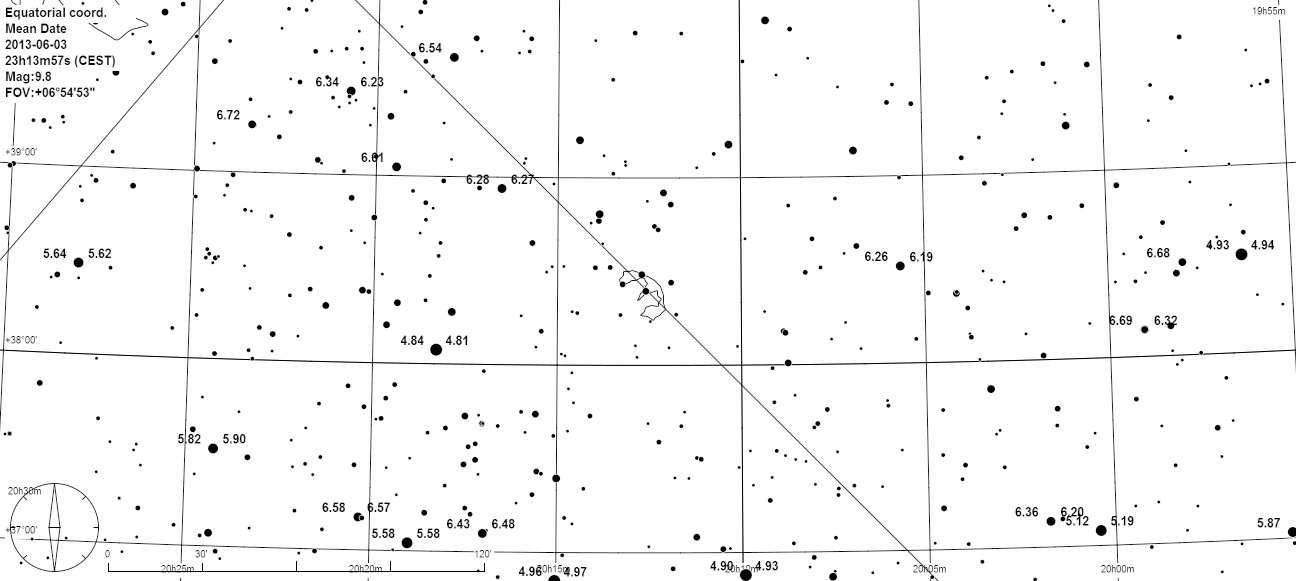 Equatorial coord.
Mean Date
2013-06-03
23h13m57s (CEST)
Mag:9.8
FOV:+06°54'53"
19h55m
6.54
6.34 6.23
6.72
+39°00'
6.01
6.28 6.27
5.64 5.62
6.26 6.19
6.68
4.93 4.94
6.69 6.32
+38°00'
4.84 4.81
5.82 5.90
20h30m
+37°00'
6.58 6.57
5.58 5.58
6.43 6.48
6.36 6.20
5.12 5.19
5.87
0 30' 120'
20h25m 20h20m 20h15m 20h10m 20h05m 20h00m
4.96 4.97
4.90 4.93